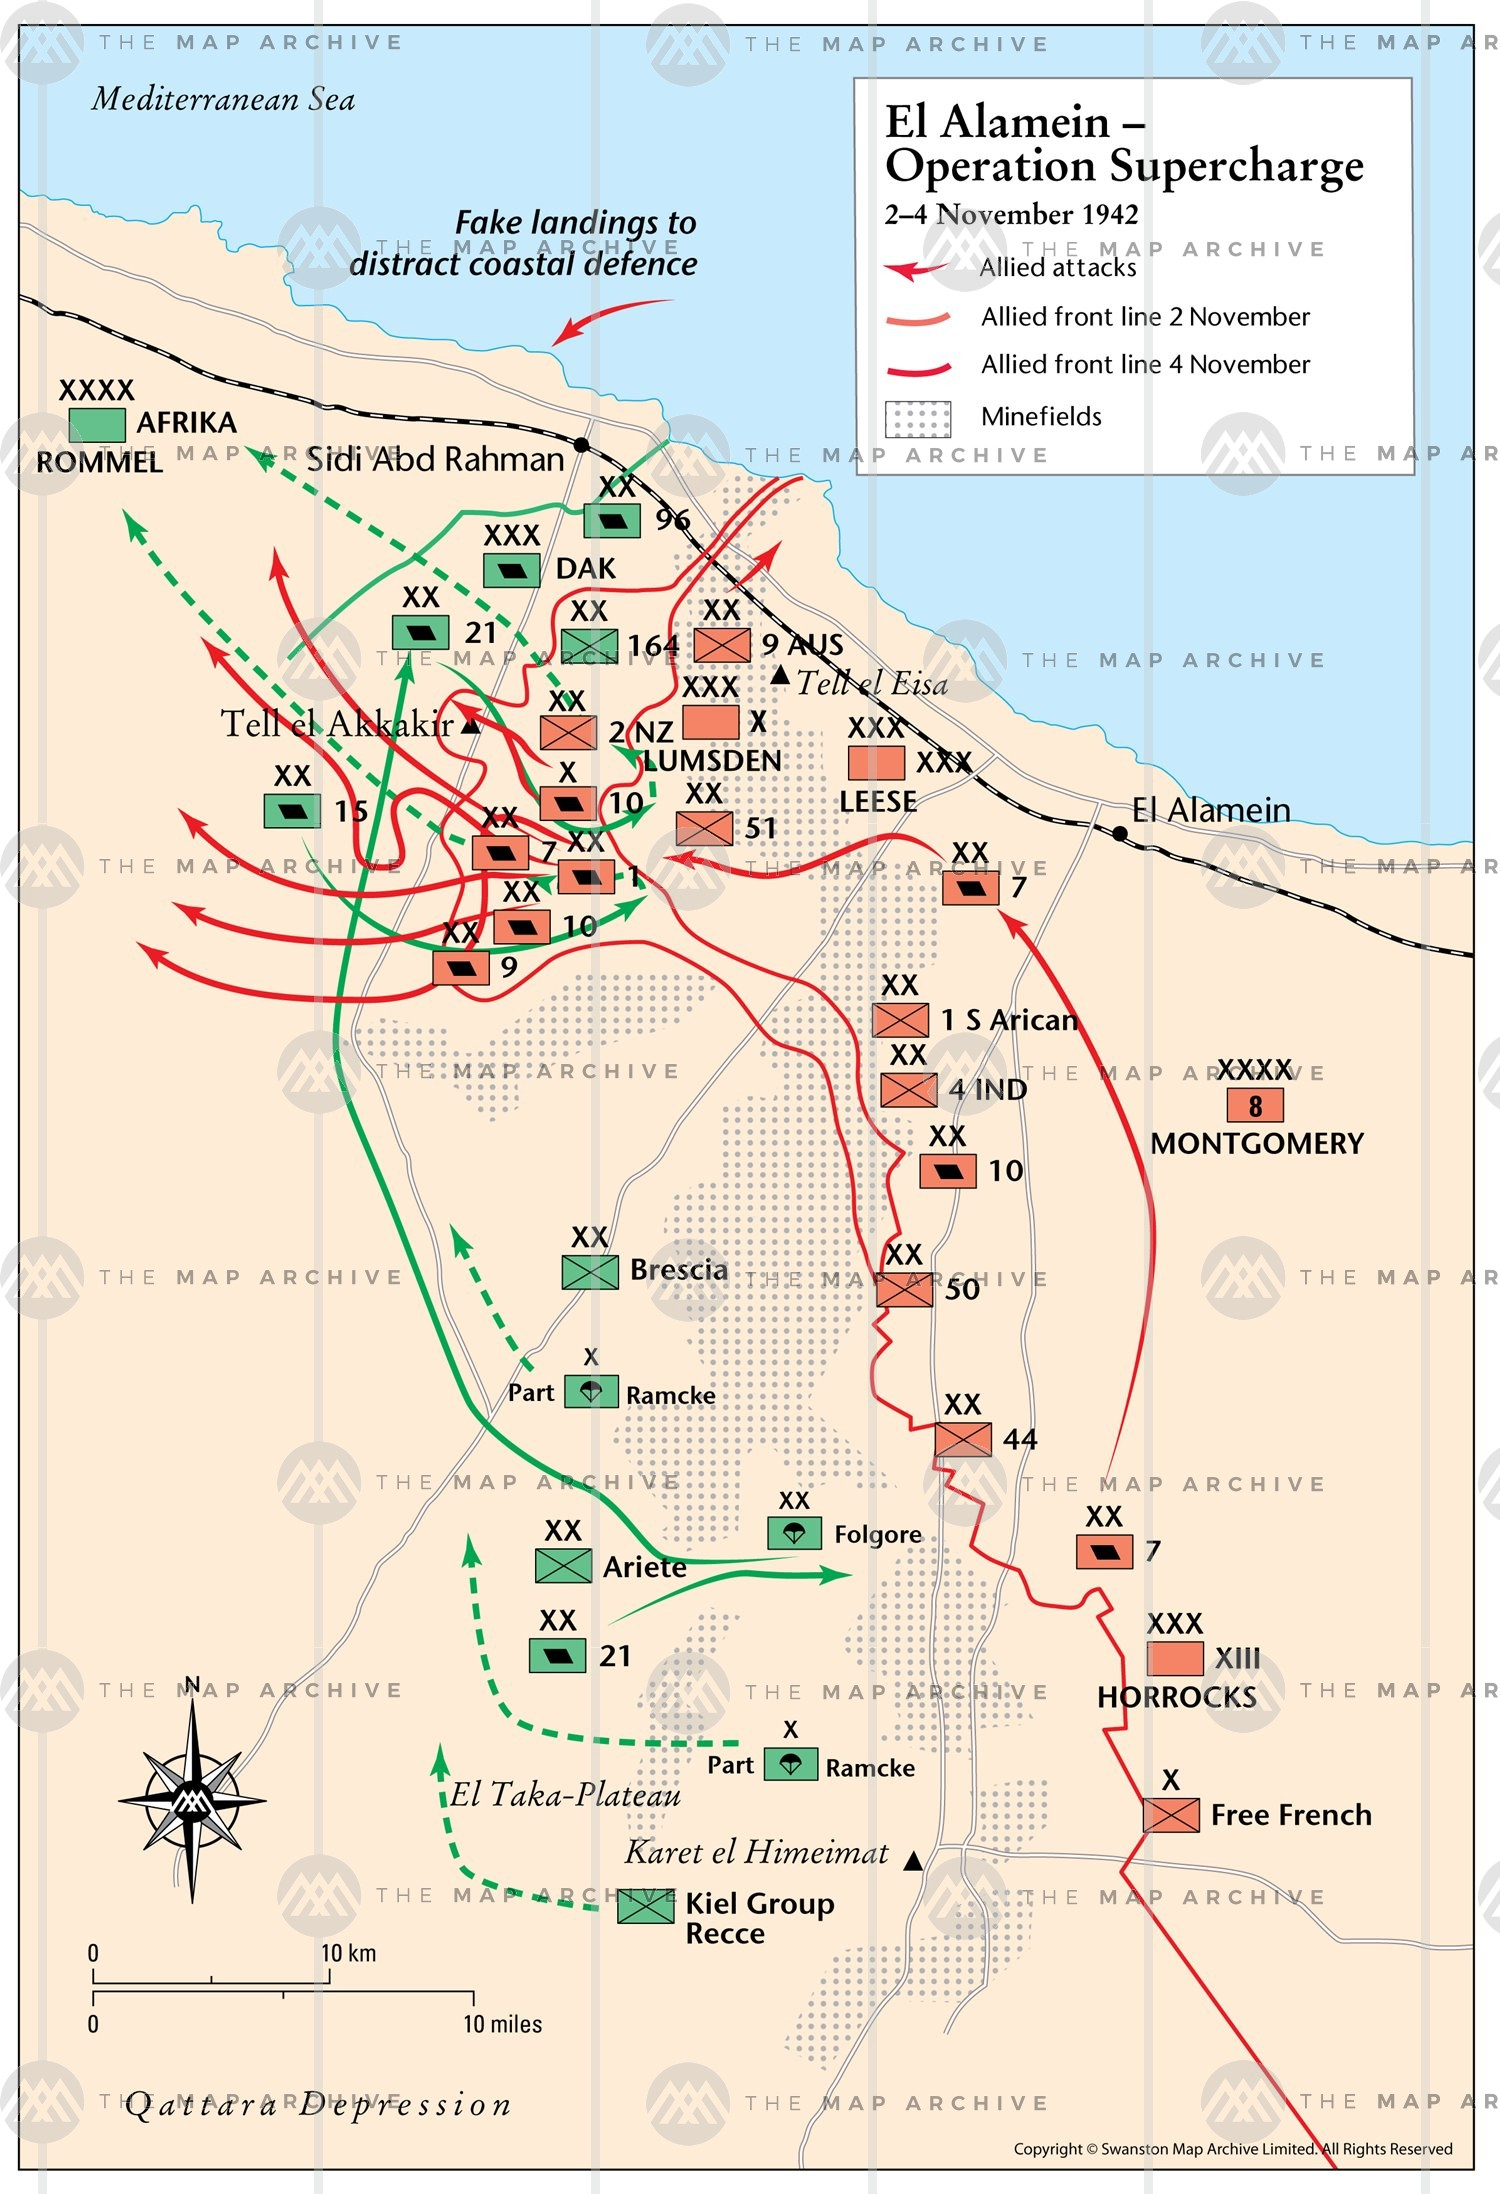 Mediterranean Sea
El Alamein –
Operation Supercharge
2–4 November 1942
Allied attacks
Allied front line 2 November
Allied front line 4 November
Minefields
Fake landings to
distract coastal defence
XXXX
AFRIKA
ROMMEL
Sidi Abd Rahman
XX
96
XXX
DAK
XX
21
XX
164
XX
9 AUS
Tell el Eisa
XXX
X
LUMSDEN
XX
2 NZ
Tell el Akkakir
XXX
XXX
LEESE
X
10
XX
15
XX
51
El Alamein
XX
7
XX
1
XX
7
XX
10
XX
9
XX
1 S Arican
XX
4 IND
XXXX
8
MONTGOMERY
XX
10
XX
Brescia
XX
50
X
Part
Ramcke
XX
44
XX
Folgore
XX
Ariete
XX
7
XX
21
XXX
XIII
HORROCKS
N
X
Part
Ramcke
El Taka-Plateau
X
Free French
Karet el Himeimat
XX
Kiel Group
Recce
0
10 km
0
10 miles
Qattara Depression
Copyright © Swanston Map Archive Limited. All Rights Reserved
THE MAP ARCHIVE